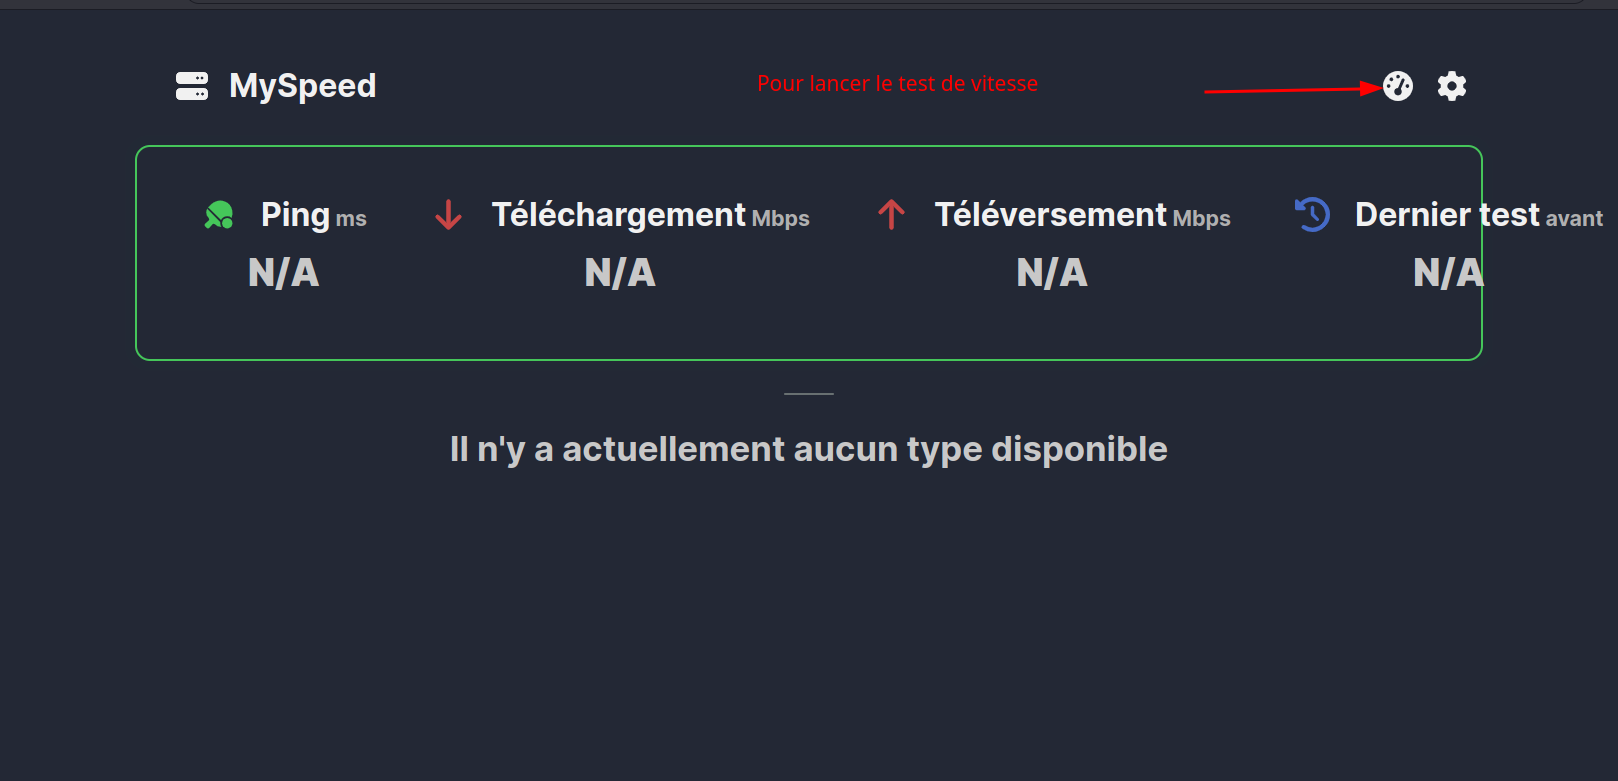 MySpeed
Pour lancer le test de vitesse
Ping ms
N/A
Téléchargement Mbps
N/A
Téléversement Mbps
N/A
Dernier test avant
N/A
Il n'y a actuellement aucun type disponible